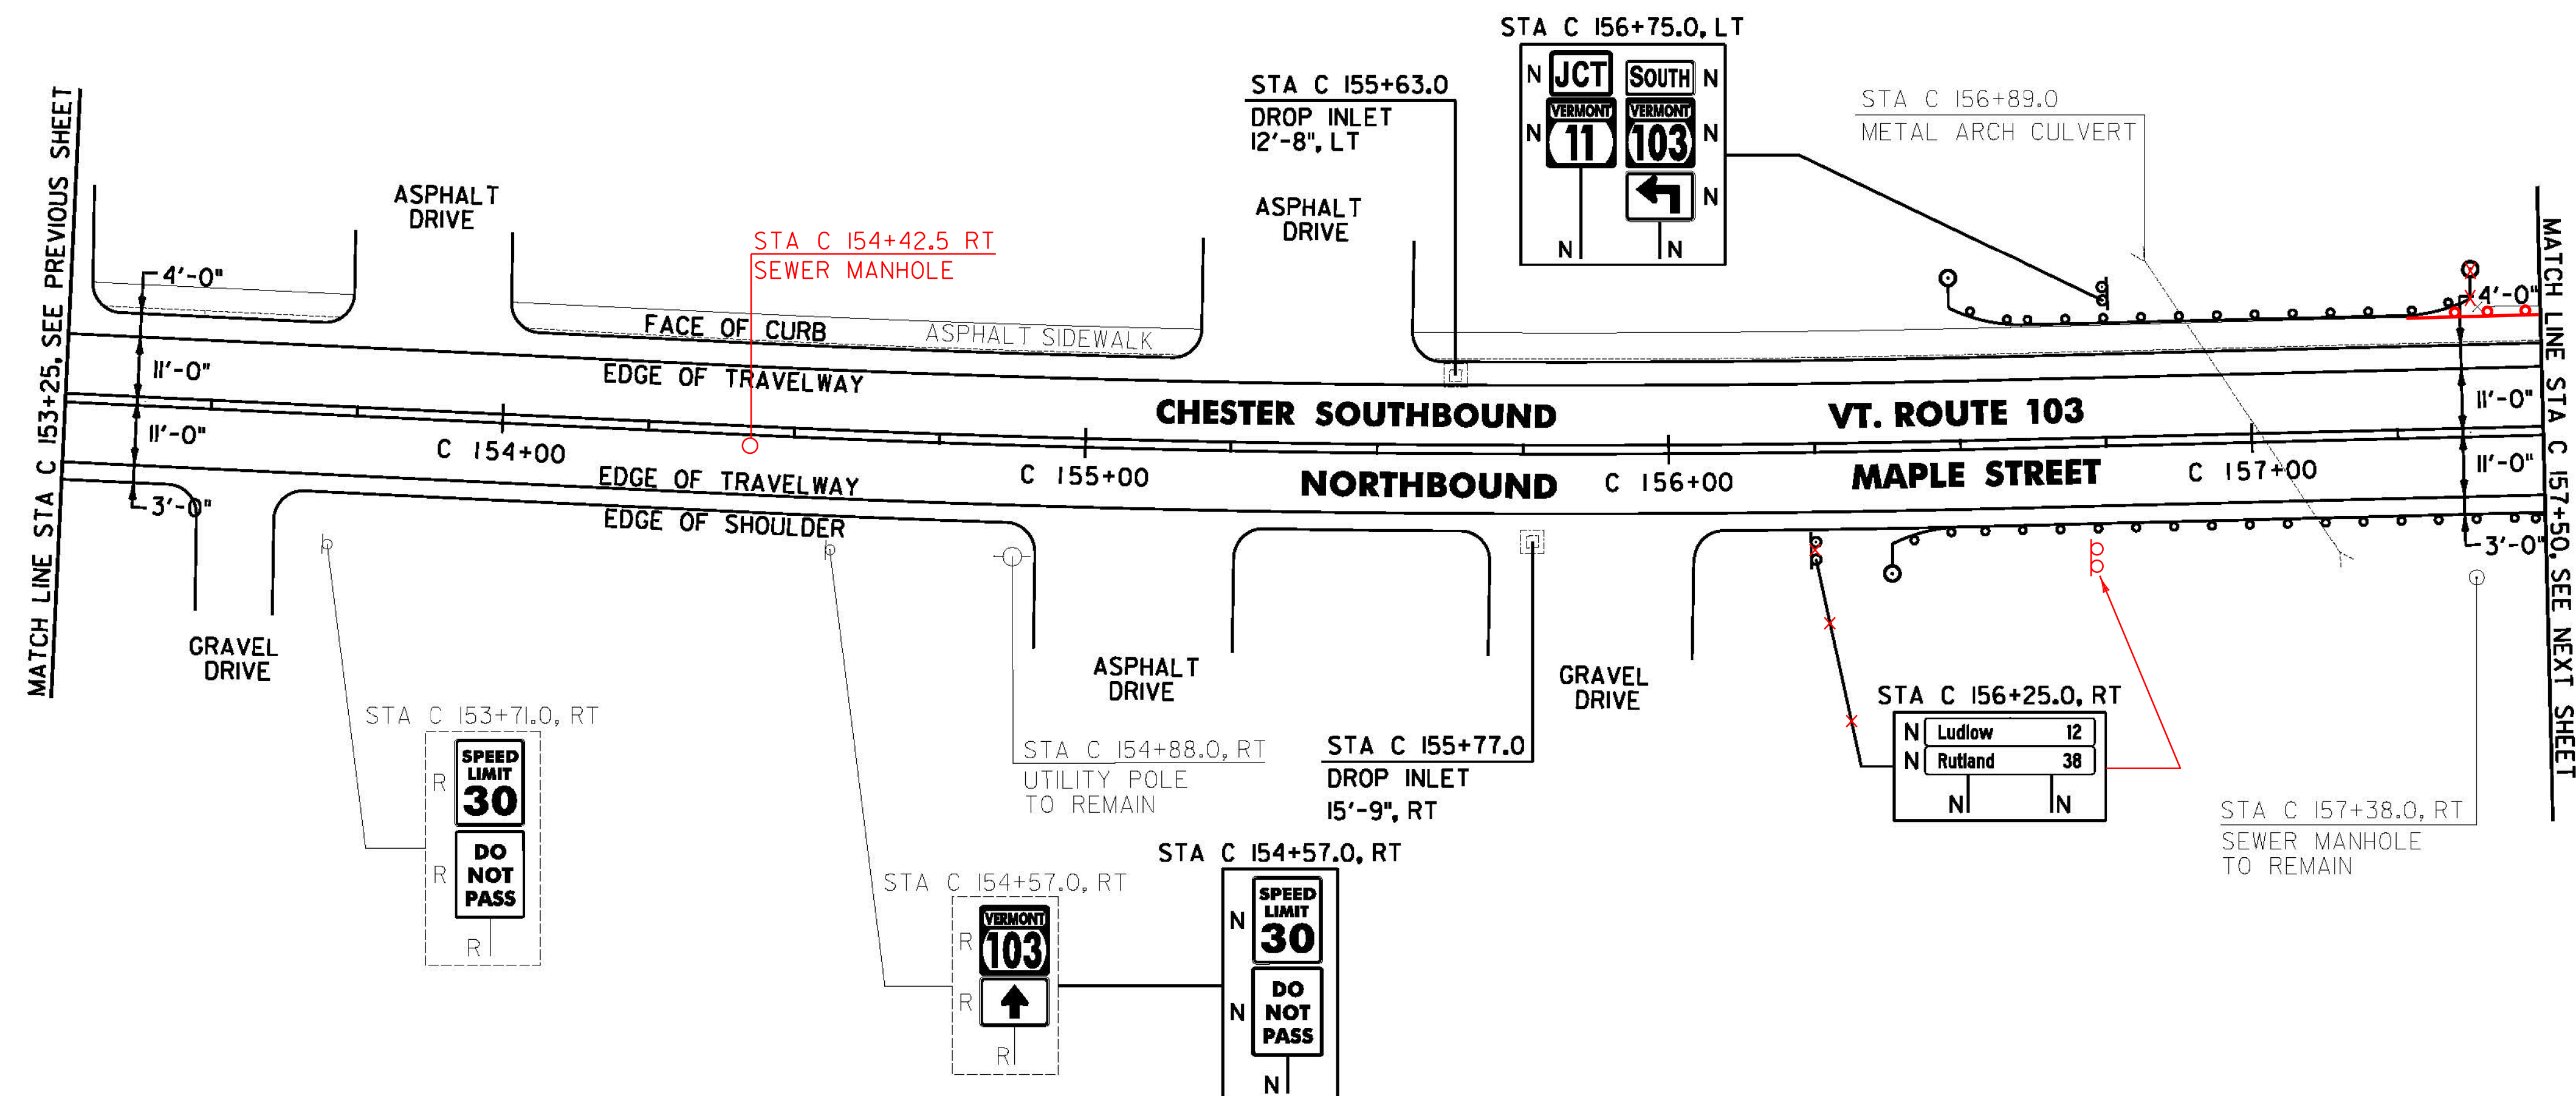 MATCH LINE STA C 153+25, SEE PREVIOUS SHEET
4'-0"
11'-0"
11'-0"
3'-0"
ASPHALT
DRIVE
GRAVEL
DRIVE
STA C 154+42.5 RT
SEWER MANHOLE
FACE OF CURB
ASPHALT SIDEWALK
EDGE OF TRAVELWAY
C 154+00
EDGE OF TRAVELWAY
EDGE OF SHOULDER
STA C 155+63.0
DROP INLET
12'-8", LT
ASPHALT
DRIVE
STA C 156+75.0, LT
N JCT SOUTH N
VERMONT VERMONT
N 11 103 N
N
N N
STA C 156+89.0
METAL ARCH CULVERT
CHESTER SOUTHBOUND
VT. ROUTE 103
C 155+00
NORTHBOUND
C 156+00
MAPLE STREET
C 157+00
4'-0"
11'-0"
11'-0"
3'-0"
MATCH LINE STA C 157+50, SEE NEXT SHEET
STA C 153+71.0, RT
R SPEED
LIMIT
30
R DO
NOT
PASS
R
STA C 154+57.0, RT
VERMONT
R 103
R
R
STA C 154+57.0, RT
N SPEED
LIMIT
30
N DO
NOT
PASS
N
STA C 154+88.0, RT
UTILITY POLE
TO REMAIN
ASPHALT
DRIVE
STA C 155+77.0
DROP INLET
15'-9", RT
GRAVEL
DRIVE
STA C 156+25.0, RT
N Ludlow 12
N Rutland 38
N N
STA C 157+38.0, RT
SEWER MANHOLE
TO REMAIN